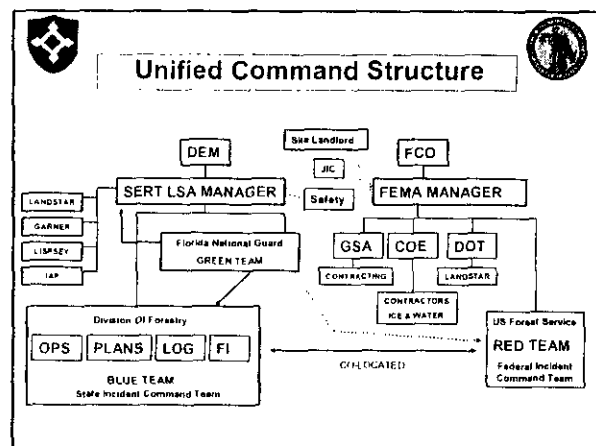 Unified Command Structure
DEM
Site Landlord
JIC
Safety
FCO
SERT LSA MANAGER
FEMA MANAGER
LANDSTAR
GARNER
LIPSEY
IAP
Florida National Guard
GREEN TEAM
GSA
COE
DOT
CONTRACTING
LANDSTAR
CONTRACTORS
ICE & WATER
Division Of Forestry
OPS
PLANS
LOG
FI
BLUE TEAM
State Incident Command Team
CO-LOCATED
US Forest Service
RED TEAM
Federal Incident
Command Team